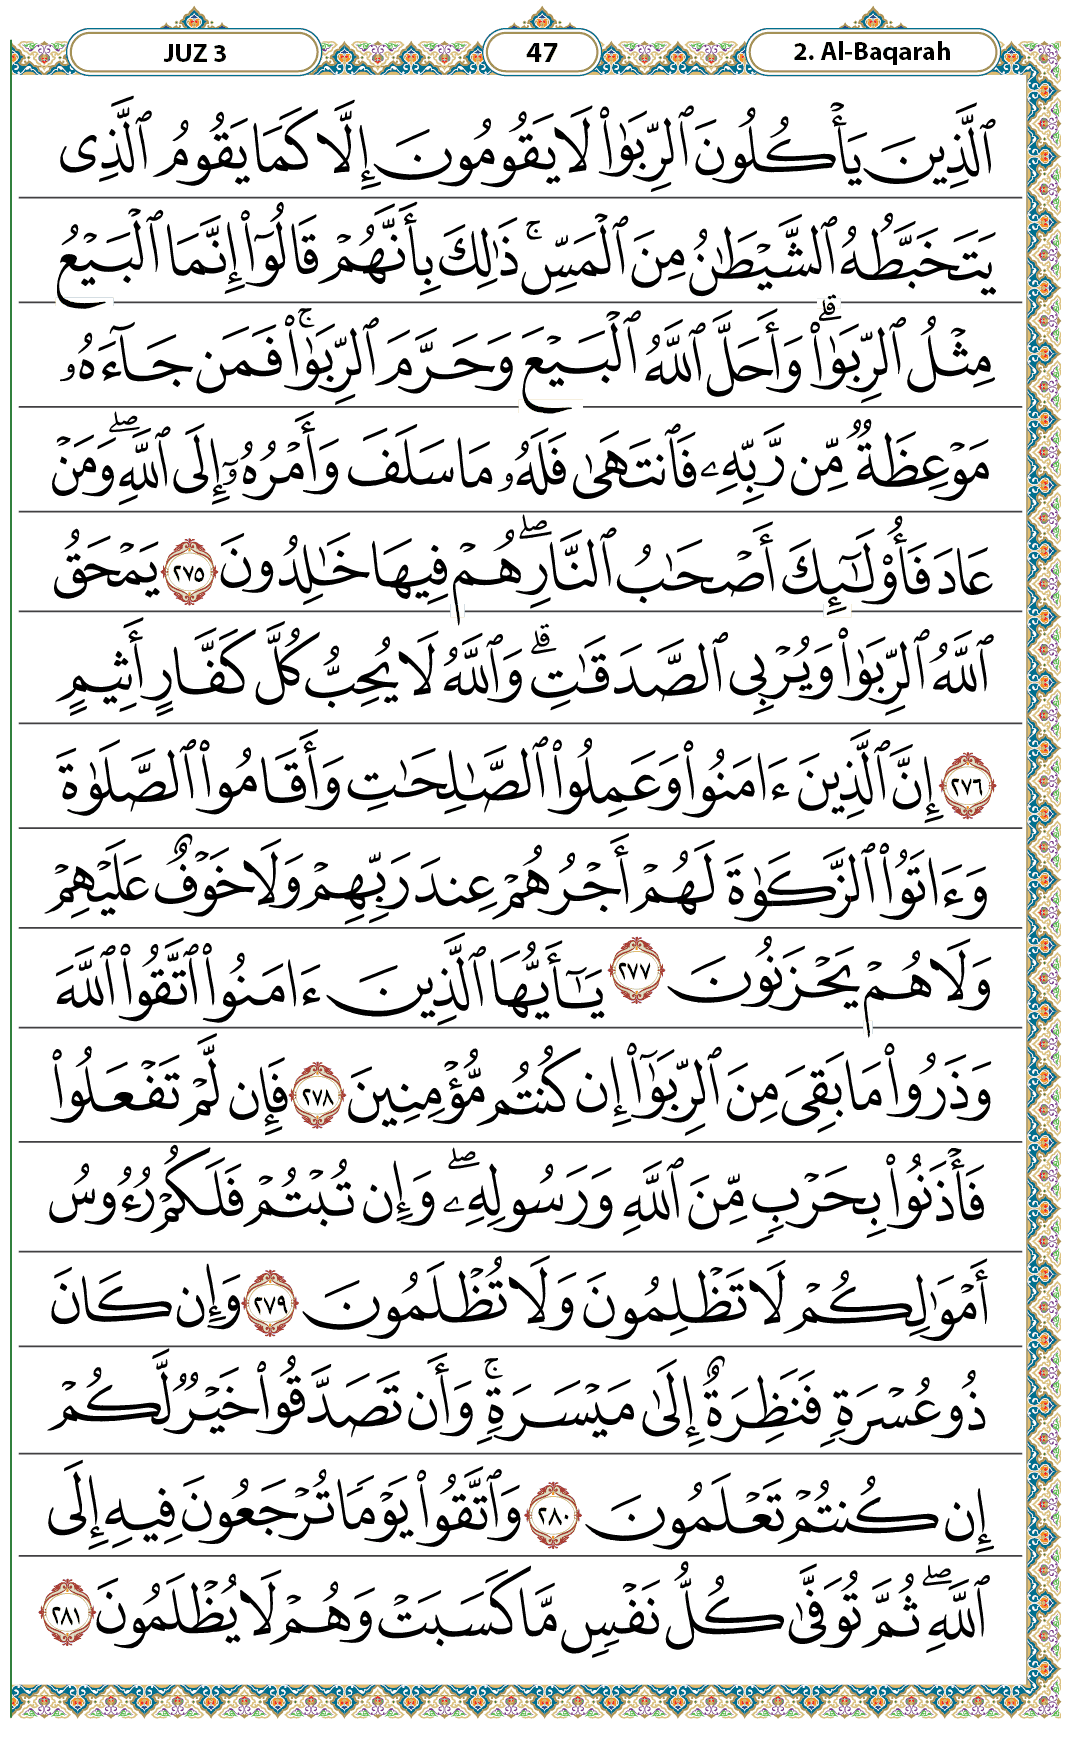 JUZ 3
47
2. Al-Baqarah
ٱلَّذِينَ يَأۡكُلُونَ ٱلرِّبَوٰا۟ لَا يَقُومُونَ إِلَّا كَمَا يَقُومُ ٱلَّذِى
يَتَخَبَّطُهُ ٱلشَّيۡطَٰنُ مِنَ ٱلۡمَسِّۚ ذَٰلِكَ بِأَنَّهُمۡ قَالُوٓا۟ إِنَّمَا ٱلۡبَيۡعُ
مِثۡلُ ٱلرِّبَوٰا۟ۗ وَأَحَلَّ ٱللَّهُ ٱلۡبَيۡعَ وَحَرَّمَ ٱلرِّبَوٰا۟ۚ فَمَن جَآءَهُۥ
مَوۡعِظَةٌ مِّن رَّبِّهِۦ فَٱنتَهَىٰ فَلَهُۥ مَا سَلَفَ وَأَمۡرُهُۥٓ إِلَى ٱللَّهِۖ وَمَنۡ
عَادَ فَأُو۟لَٰٓئِكَ أَصۡحَٰبُ ٱلنَّارِۖ هُمۡ فِيهَا خَٰلِدُونَ ٢٧٥ يَمۡحَقُ
ٱللَّهُ ٱلرِّبَوٰا۟ وَيُرۡبِى ٱلصَّدَقَٰتِۗ وَٱللَّهُ لَا يُحِبُّ كُلَّ كَفَّارٍ أَثِيمٍ
٢٧٦ إِنَّ ٱلَّذِينَ ءَامَنُوا۟ وَعَمِلُوا۟ ٱلصَّٰلِحَٰتِ وَأَقَامُوا۟ ٱلصَّلَوٰةَ
وَءَاتَوُا۟ ٱلزَّكَوٰةَ لَهُمۡ أَجۡرُهُمۡ عِندَ رَبِّهِمۡ وَلَا خَوۡفٌ عَلَيۡهِمۡ
وَلَا هُمۡ يَحۡزَنُونَ ٢٧٧ يَٰٓأَيُّهَا ٱلَّذِينَ ءَامَنُوا۟ ٱتَّقُوا۟ ٱللَّهَ
وَذَرُوا۟ مَا بَقِىَ مِنَ ٱلرِّبَوٰٓا۟ إِن كُنتُم مُّؤۡمِنِينَ ٢٧٨ فَإِن لَّمۡ تَفۡعَلُوا۟
فَأۡذَنُوا۟ بِحَرۡبٍ مِّنَ ٱللَّهِ وَرَسُولِهِۦۖ وَإِن تُبۡتُمۡ فَلَكُمۡ رُءُوسُ
أَمۡوَٰلِكُمۡ لَا تَظۡلِمُونَ وَلَا تُظۡلَمُونَ ٢٧٩ وَإِن كَانَ
ذُو عُسۡرَةٍ فَنَظِرَةٌ إِلَىٰ مَيۡسَرَةٍۚ وَأَن تَصَدَّقُوا۟ خَيۡرٌ لَّكُمۡ
إِن كُنتُمۡ تَعۡلَمُونَ ٢٨٠ وَٱتَّقُوا۟ يَوۡمًا تُرۡجَعُونَ فِيهِ إِلَى
ٱللَّهِۖ ثُمَّ تُوَفَّىٰ كُلُّ نَفۡسٍ مَّا كَسَبَتۡ وَهُمۡ لَا يُظۡلَمُونَ ٢٨١